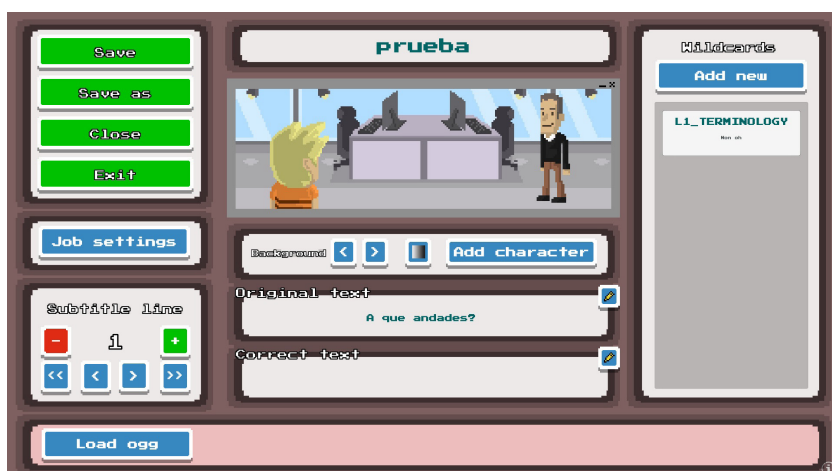 Save
Save as
Close
Exit
Job settings
Subtitle line
-
1
+
<<
<
>
>>
prueba
Background
<
>
Add character
Original text
A que andades?
Correct text
Wildcards
Add new
L1_TERMINOLOGY
Load ogg